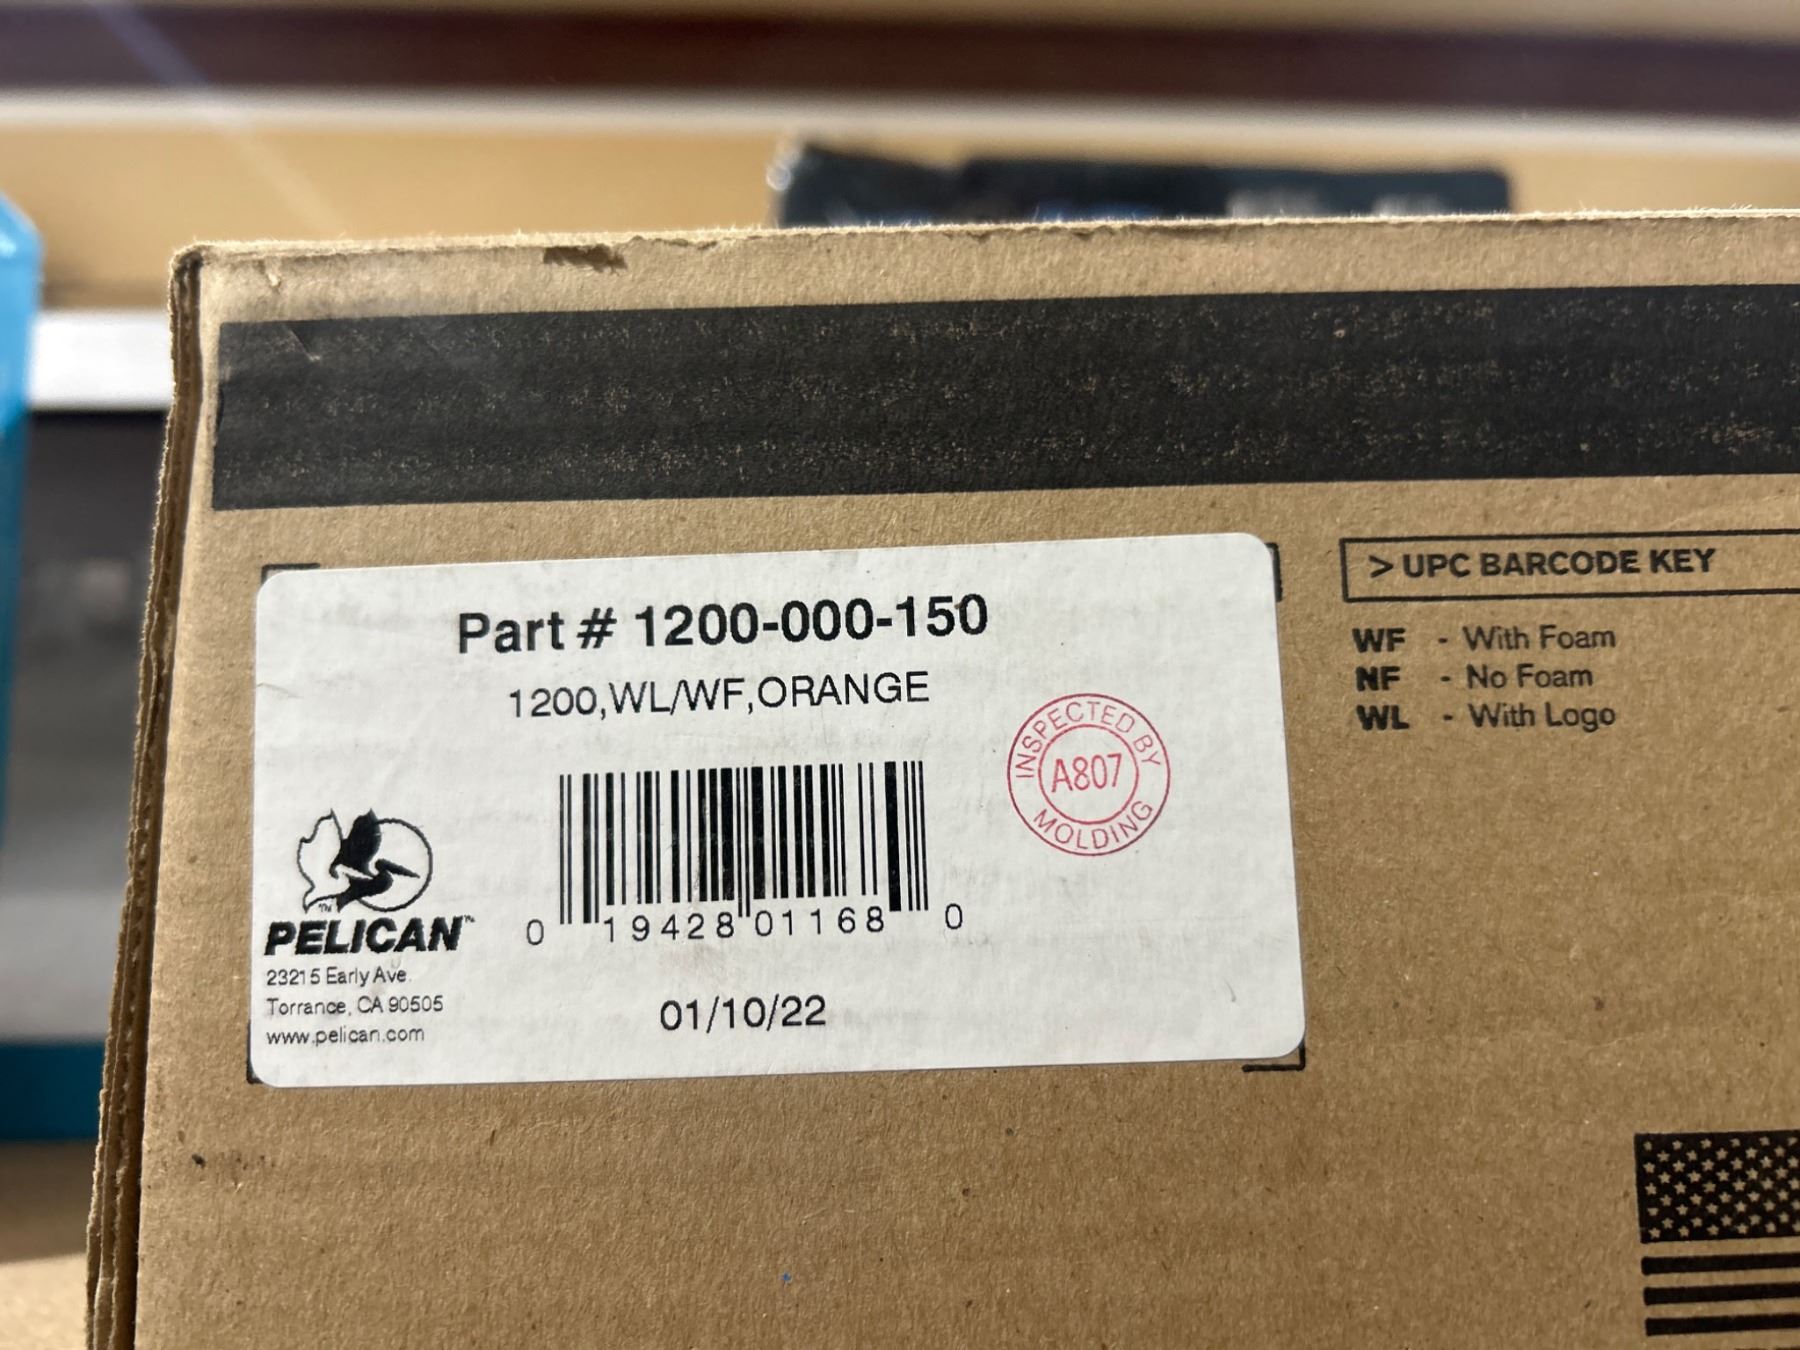 Part # 1200-000-150
1200,WL/WF,ORANGE
INSPECTED BY
A807
MOLDING
PELICAN™
23215 Early Ave.
Torrance, CA 90505
www.pelican.com
0 19428 01168 0
01/10/22
> UPC BARCODE KEY
WF - With Foam
NF - No Foam
WL - With Logo